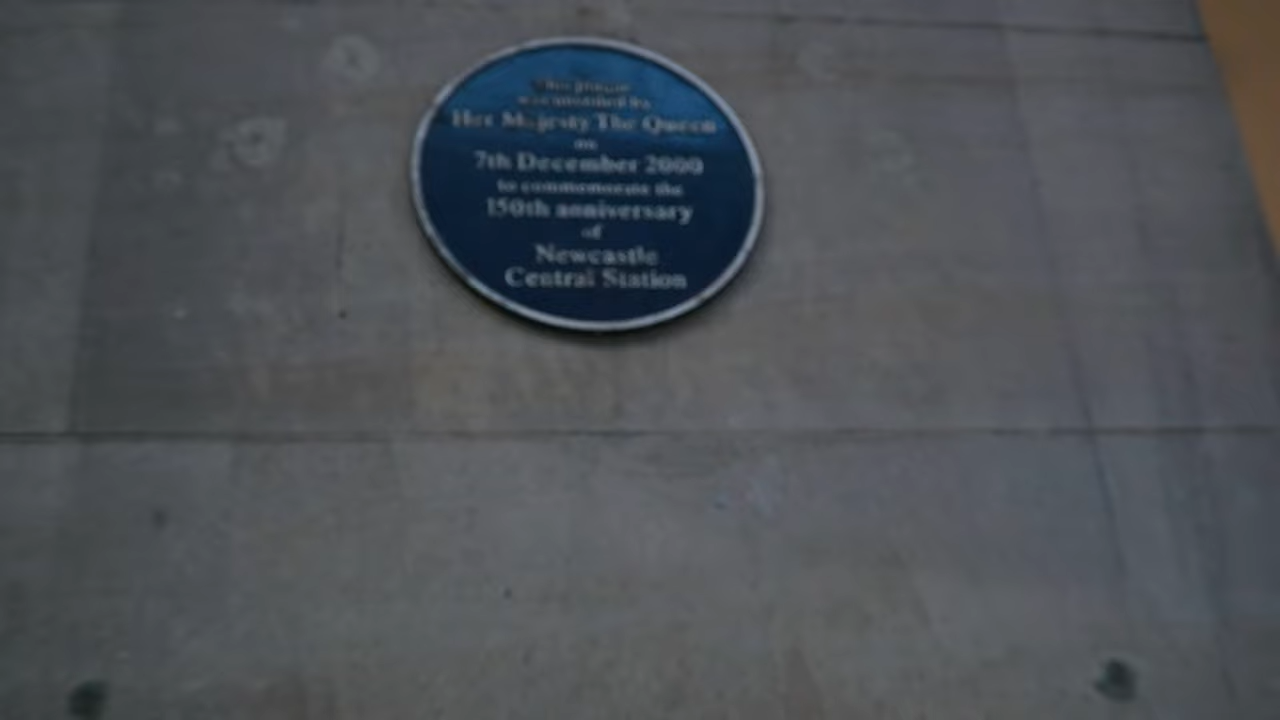 This plaque
was unveiled by
Her Majesty The Queen
on
7th December 2000
to commemorate the
150th anniversary
of
Newcastle
Central Station